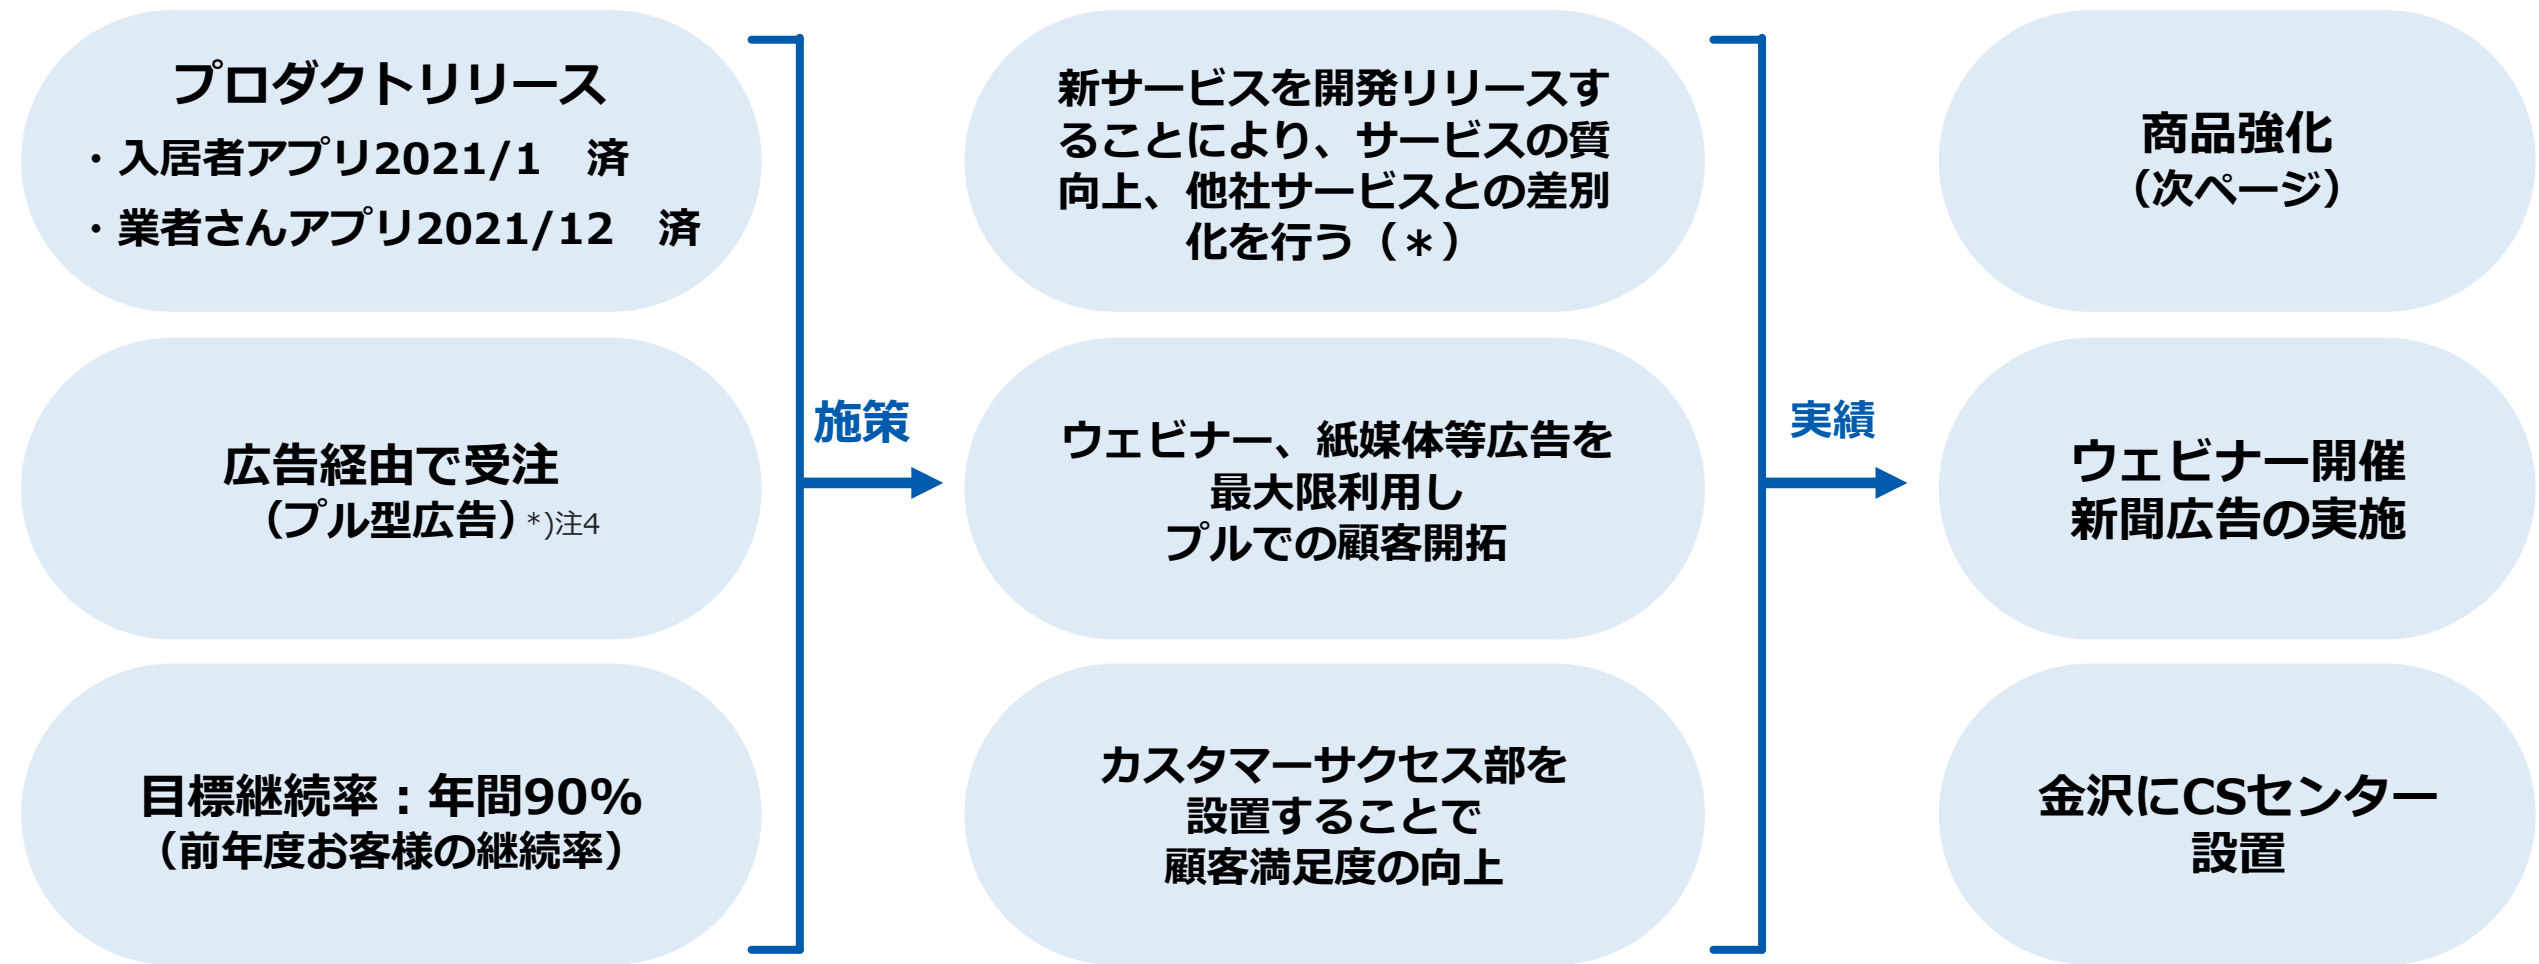 プロダクトリリース
・入居者アプリ2021/1　済
・業者さんアプリ2021/12　済
広告経由で受注
（プル型広告）*)注4
目標継続率：年間90%
（前年度お客様の継続率）
施策
新サービスを開発リリースす
ることにより、サービスの質
向上、他社サービスとの差別
化を行う（＊）
ウェビナー、紙媒体等広告を
最大限利用し
プルでの顧客開拓
カスタマーサクセス部を
設置することで
顧客満足度の向上
実績
商品強化
（次ページ）
ウェビナー開催
新聞広告の実施
金沢にCSセンター
設置